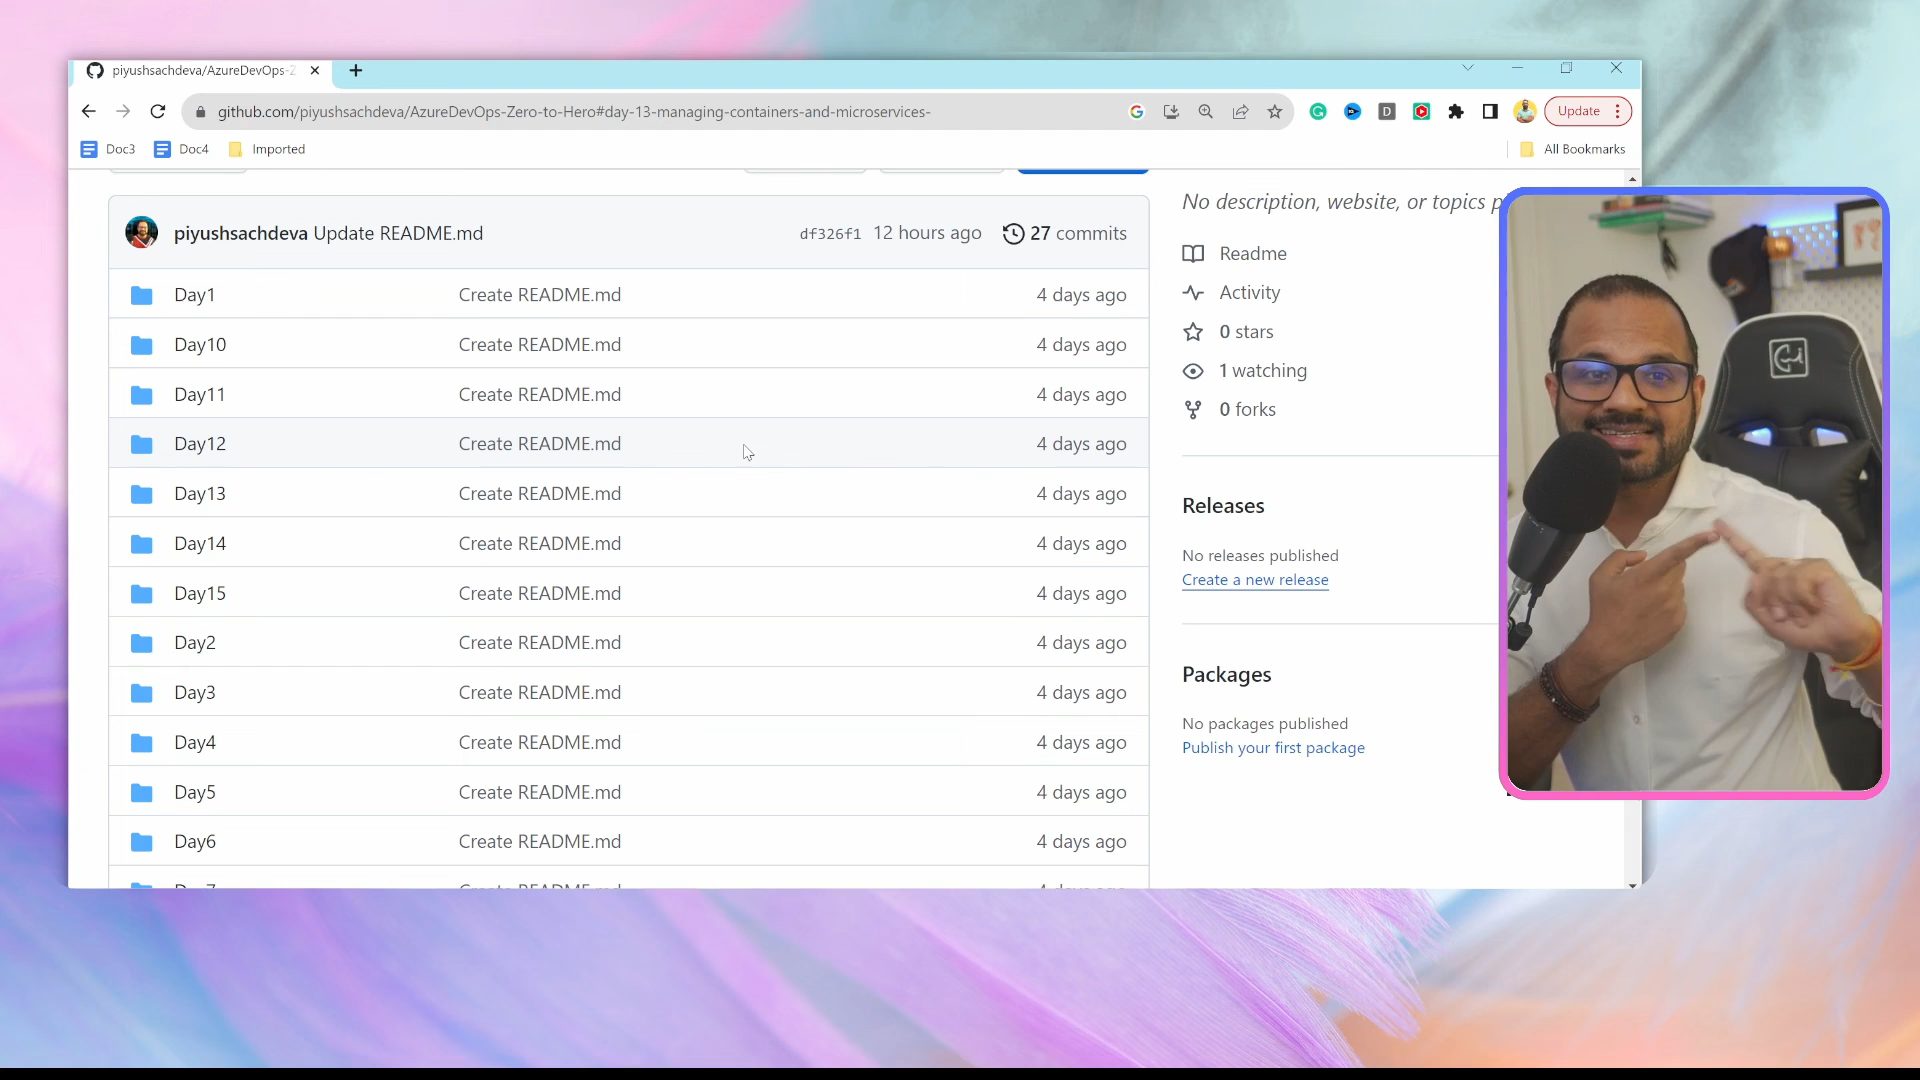 piyushsachdeva/AzureDevOps-Z
github.com/piyushsachdeva/AzureDevOps-Zero-to-Hero#day-13-managing-containers-and-microservices-
Update
Doc3
Doc4
Imported
All Bookmarks
piyushsachdeva Update README.md
df326f1 12 hours ago
27 commits
Day1 Create README.md 4 days ago
Day10 Create README.md 4 days ago
Day11 Create README.md 4 days ago
Day12 Create README.md 4 days ago
Day13 Create README.md 4 days ago
Day14 Create README.md 4 days ago
Day15 Create README.md 4 days ago
Day2 Create README.md 4 days ago
Day3 Create README.md 4 days ago
Day4 Create README.md 4 days ago
Day5 Create README.md 4 days ago
Day6 Create README.md 4 days ago
No description, website, or topics p
Readme
Activity
0 stars
1 watching
0 forks
Releases
No releases published
Create a new release
Packages
No packages published
Publish your first package